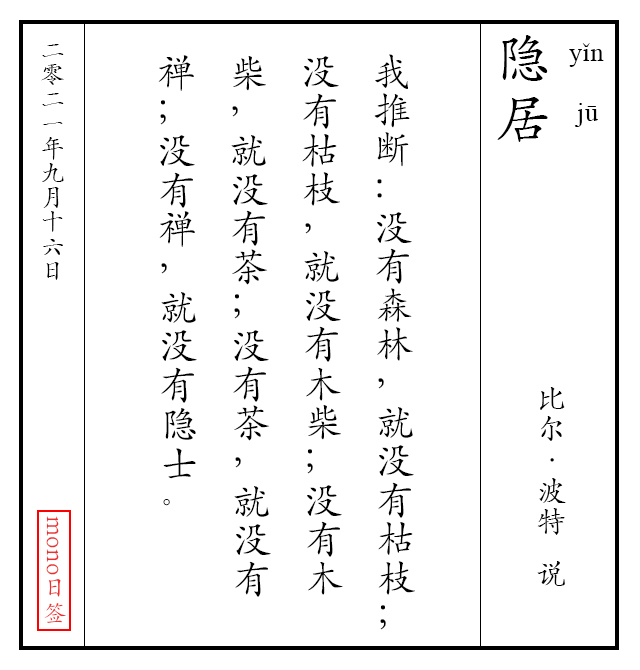 隐居
yǐn
jū
比尔·波特 说
我推断：没有森林，就没有枯枝；
没有枯枝，就没有木柴；没有木
柴，就没有茶；没有茶，就没有
禅；没有禅，就没有隐士。
二零二一年九月十六日
mono日签